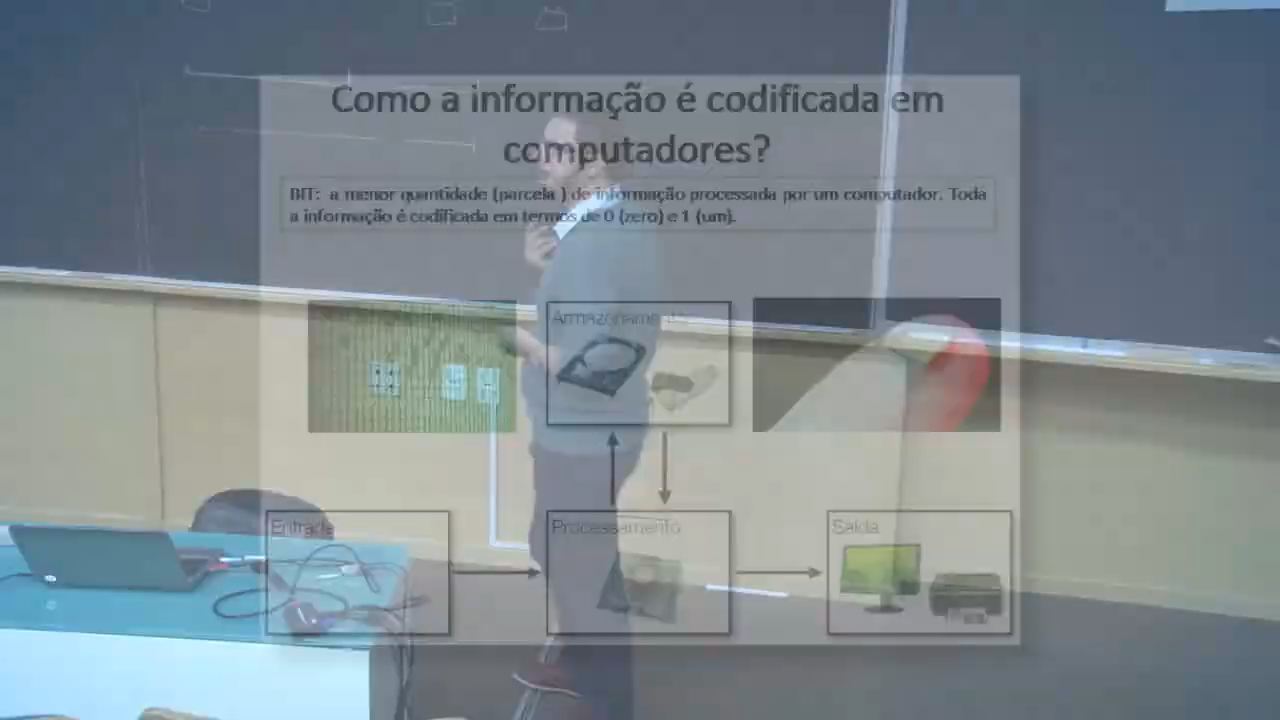 Como a informação é codificada em
computadores?
BIT: a menor quantidade (parcela ) de informação processada por um computador. Toda
a informação é codificada em termos de 0 (zero) e 1 (um).
Armazenamento
Entrada
Processamento
Saída